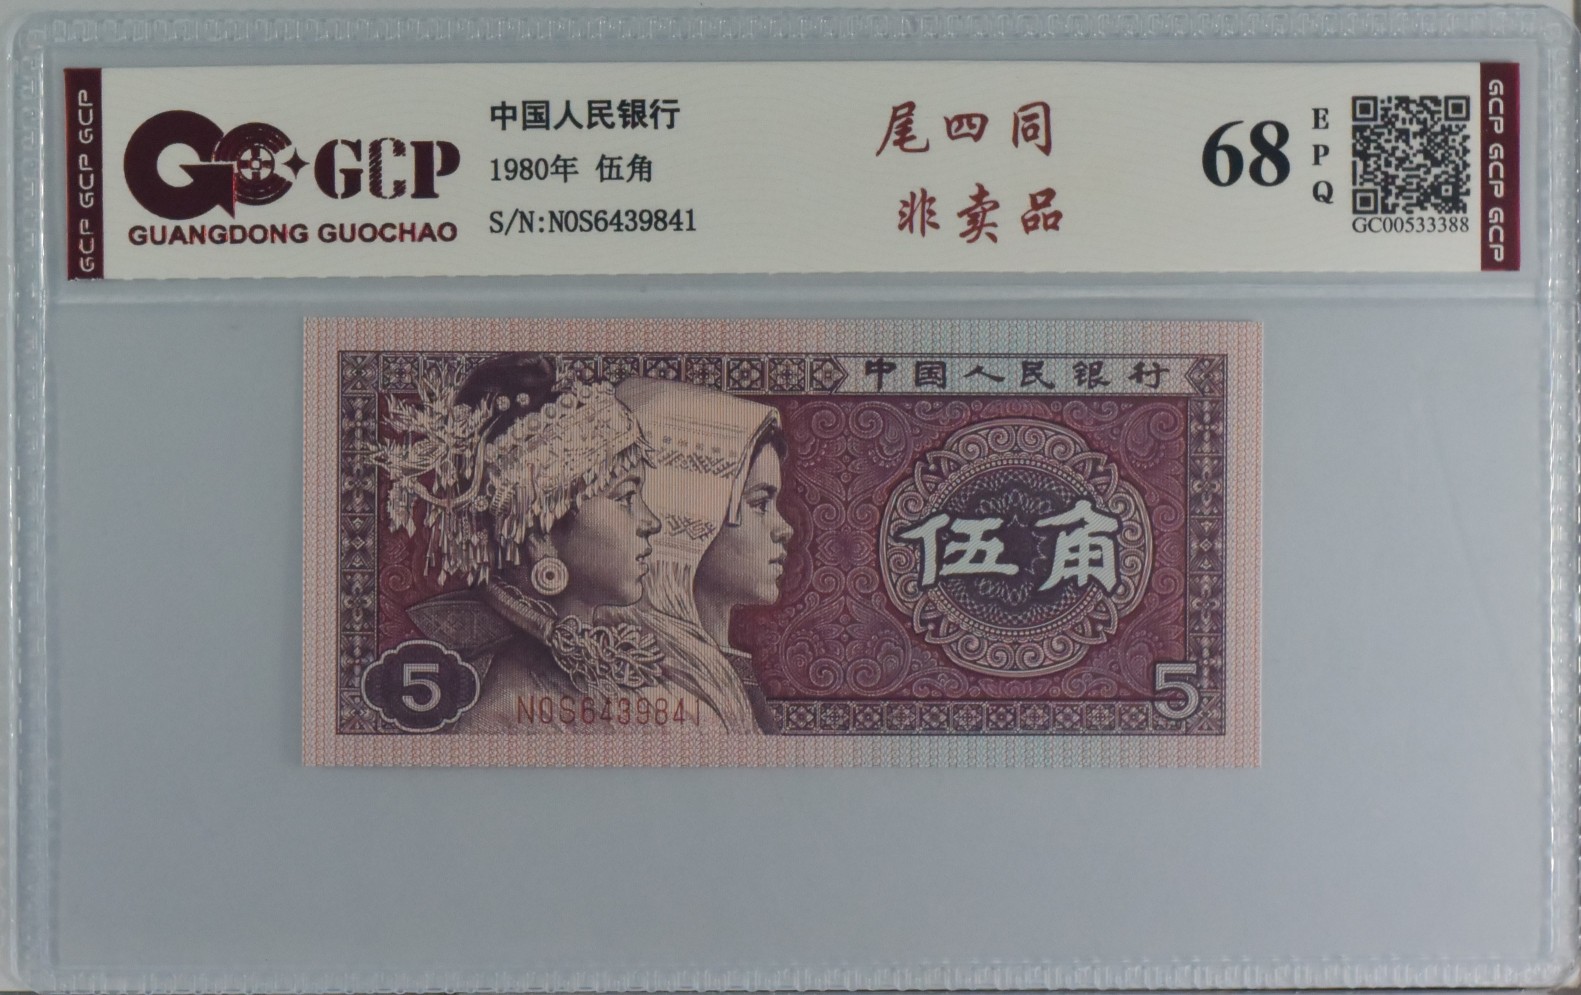 GCP GCP GCP
GCP
GUANGDONG GUOCHAO
中国人民银行
1980年 伍角
S/N:N0S6439841
尾四同
非卖品
68
EPQ
GC00533388
GCP GCP GCP
中国人民银行
伍角
5
5
N0S6439841